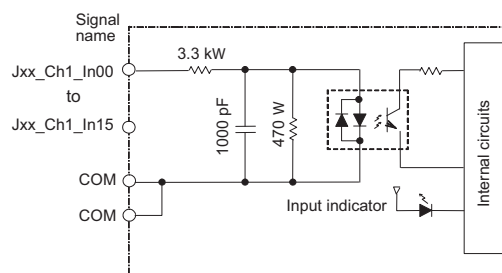 Signal
name
3.3 kW
Jxx_Ch1_In00
to
Jxx_Ch1_In15
1000 pF
470 W
COM
COM
Input indicator
Internal circuits